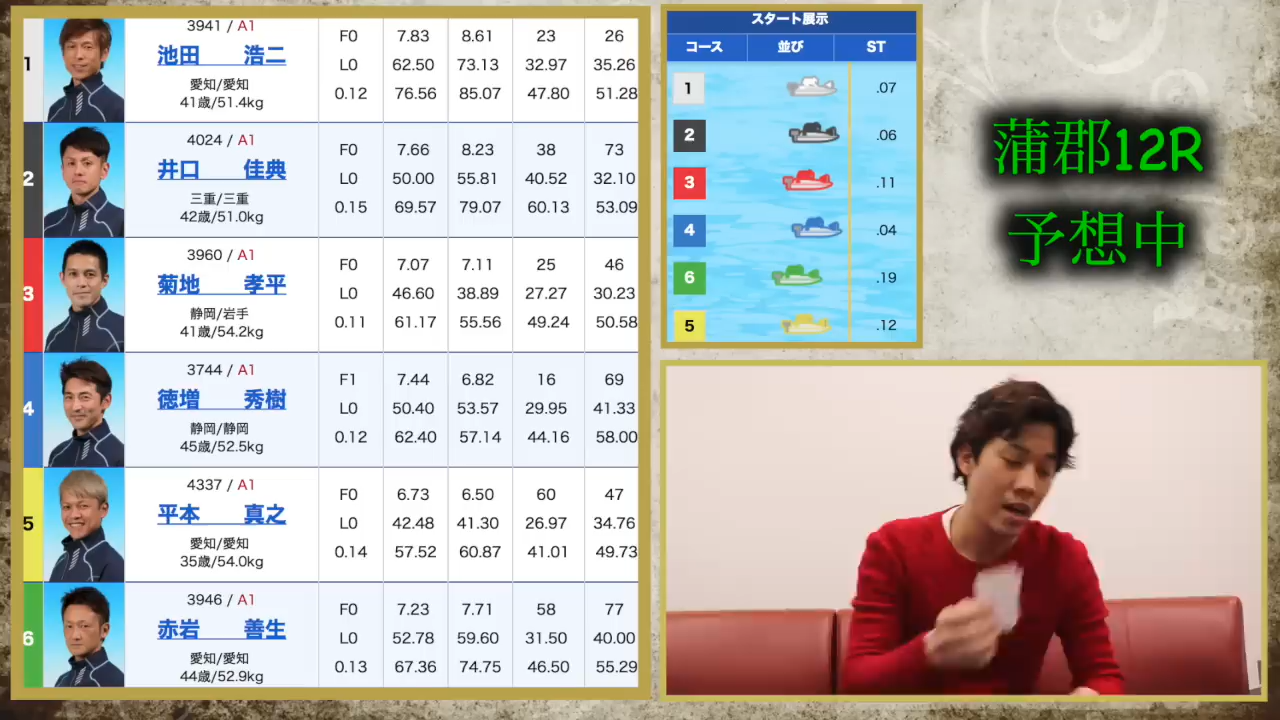 1
3941 / A1
池田 浩二
愛知/愛知
41歳/51.4kg
F0 7.83 8.61 23 26
L0 62.50 73.13 32.97 35.26
0.12 76.56 85.07 47.80 51.28
2
4024 / A1
井口 佳典
三重/三重
42歳/51.0kg
F0 7.66 8.23 38 73
L0 50.00 55.81 40.52 32.10
0.15 69.57 79.07 60.13 53.09
3
3960 / A1
菊地 孝平
静岡/岩手
41歳/54.2kg
F0 7.07 7.11 25 46
L0 46.60 38.89 27.27 30.23
0.11 61.17 55.56 49.24 50.58
4
3744 / A1
徳増 秀樹
静岡/静岡
45歳/52.5kg
F1 7.44 6.82 16 69
L0 50.40 53.57 29.95 41.33
0.12 62.40 57.14 44.16 58.00
5
4337 / A1
平本 真之
愛知/愛知
35歳/54.0kg
F0 6.73 6.50 60 47
L0 42.48 41.30 26.97 34.76
0.14 57.52 60.87 41.01 49.73
6
3946 / A1
赤岩 善生
愛知/愛知
44歳/52.9kg
F0 7.23 7.71 58 77
L0 52.78 59.60 31.50 40.00
0.13 67.36 74.75 46.50 55.29
スタート展示
コース 並び ST
1 .07
2 .06
3 .11
4 .04
6 .19
5 .12
蒲郡12R
予想中